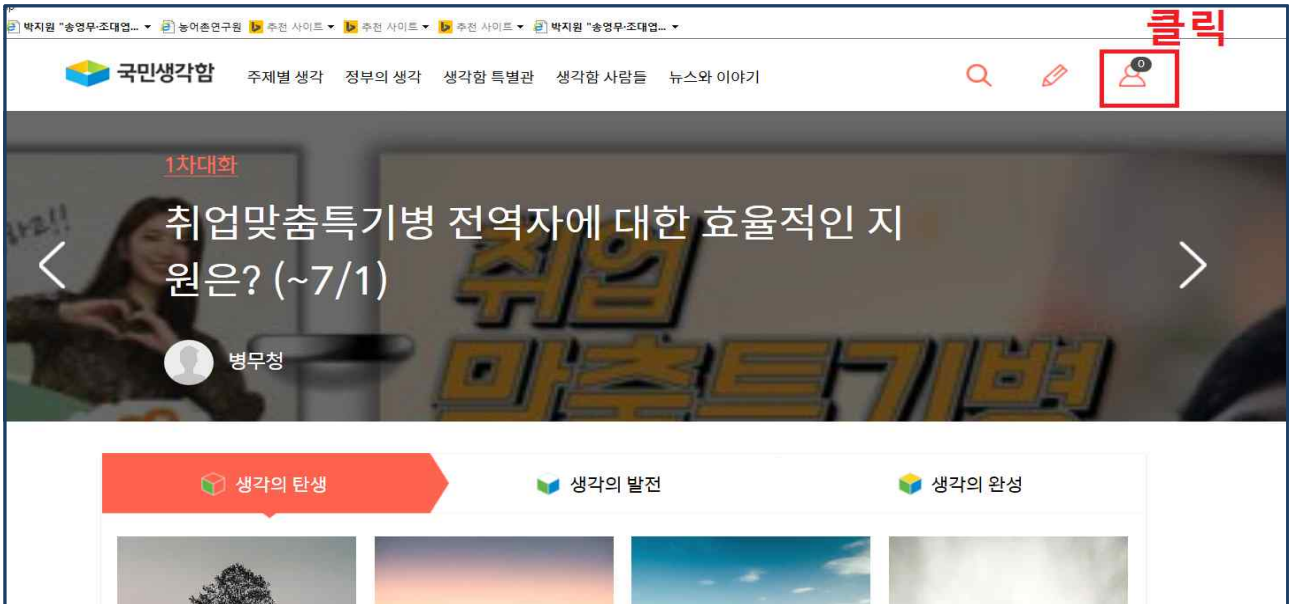 박지원 "송영무·조대엽... 농어촌연구원 추천 사이트 추천 사이트 추천 사이트 박지원 "송영무·조대엽...
클릭
국민생각함 주제별 생각 정부의 생각 생각함 특별관 생각함 사람들 뉴스와 이야기
0
1차대화
취업맞춤특기병 전역자에 대한 효율적인 지
원은? (~7/1)
취업
맞춤특기병
병무청
생각의 탄생 생각의 발전 생각의 완성